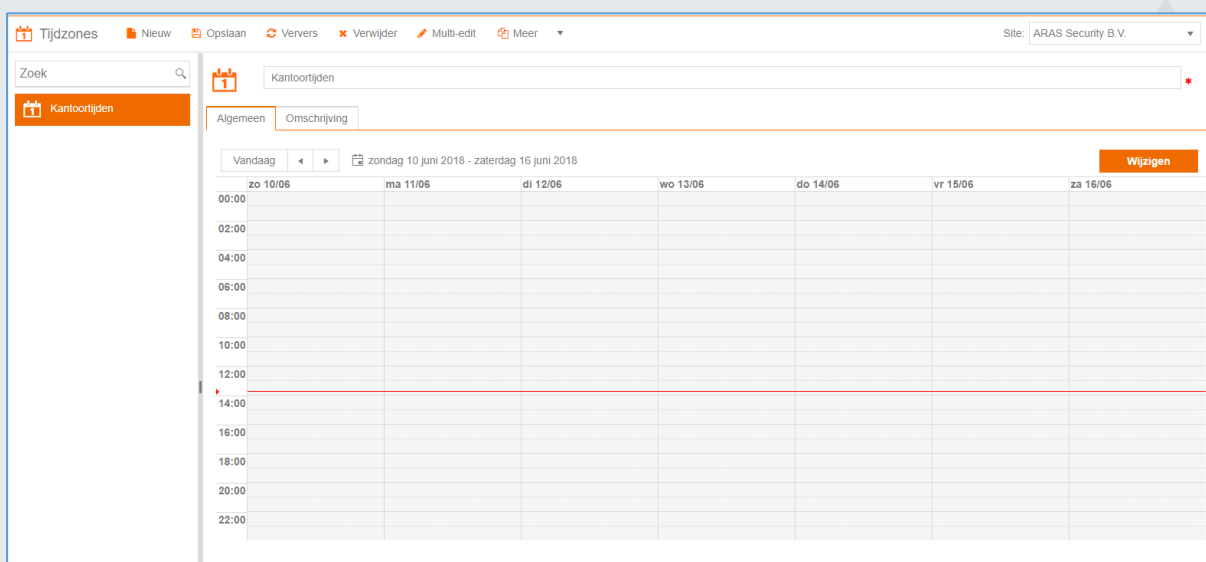 Tijdzones Nieuw Opslaan Ververs Verwijder Multi-edit Meer Site: ARAS Security B.V.
Zoek
Kantoortijden
Kantoortijden *
Algemeen Omschrijving
Vandaag zondag 10 juni 2018 - zaterdag 16 juni 2018 Wijzigen
zo 10/06 ma 11/06 di 12/06 wo 13/06 do 14/06 vr 15/06 za 16/06
00:00
02:00
04:00
06:00
08:00
10:00
12:00
14:00
16:00
18:00
20:00
22:00